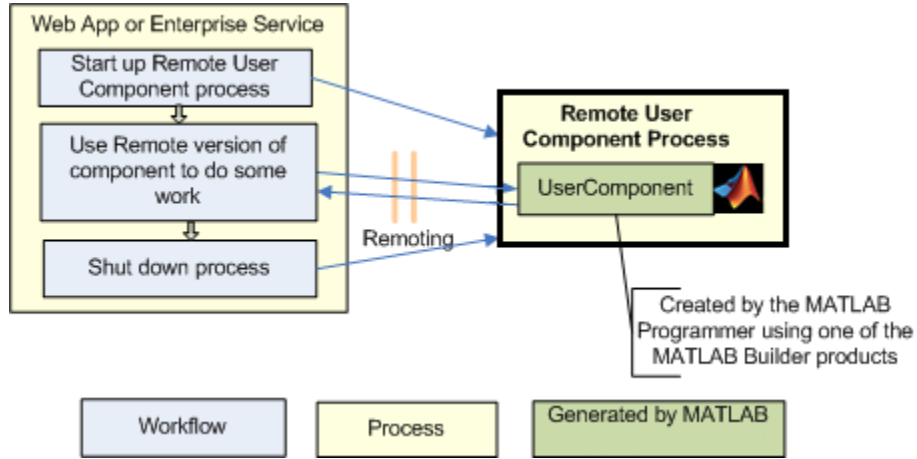 Web App or Enterprise Service
Start up Remote User
Component process
Use Remote version of
component to do some
work
Shut down process
Remoting
Remote User
Component Process
UserComponent
Created by the MATLAB
Programmer using one of the
MATLAB Builder products
Workflow
Process
Generated by MATLAB